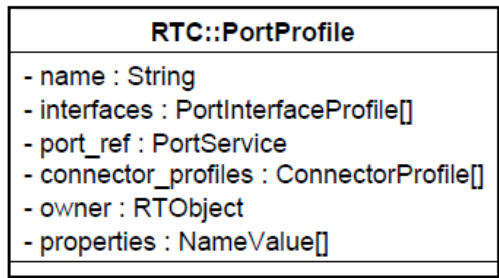 RTC::PortProfile
- name : String
- interfaces : PortInterfaceProfile[]
- port_ref : PortService
- connector_profiles : ConnectorProfile[]
- owner : RTObject
- properties : NameValue[]